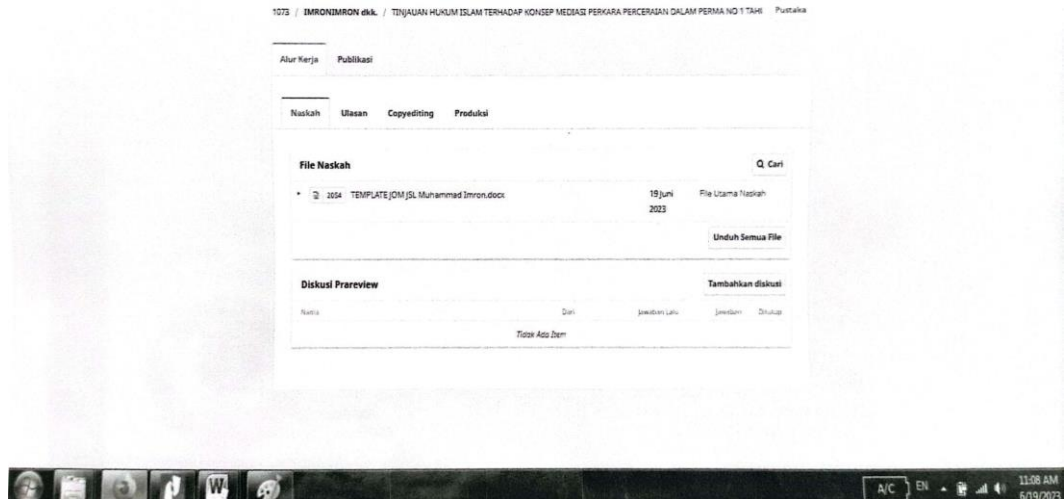 1073 / IMRONIMRON dkk. / TINJAUAN HUKUM ISLAM TERHADAP KONSEP MEDIASI PERKARA PERCERAIAN DALAM PERMA NO 1 TAHI Pustaka
Alur Kerja Publikasi
Naskah Ulasan Copyediting Produksi
File Naskah Cari
2054 TEMPLATE JOM JSL Muhammad Imron.docx 19 Juni 2023 File Utama Naskah
Unduh Semua File
Diskusi Prareview Tambahkan diskusi
Nama Dari Jawaban Lalu Jawaban Ditutup
Tidak Ada Item
A/C EN 11:08 AM